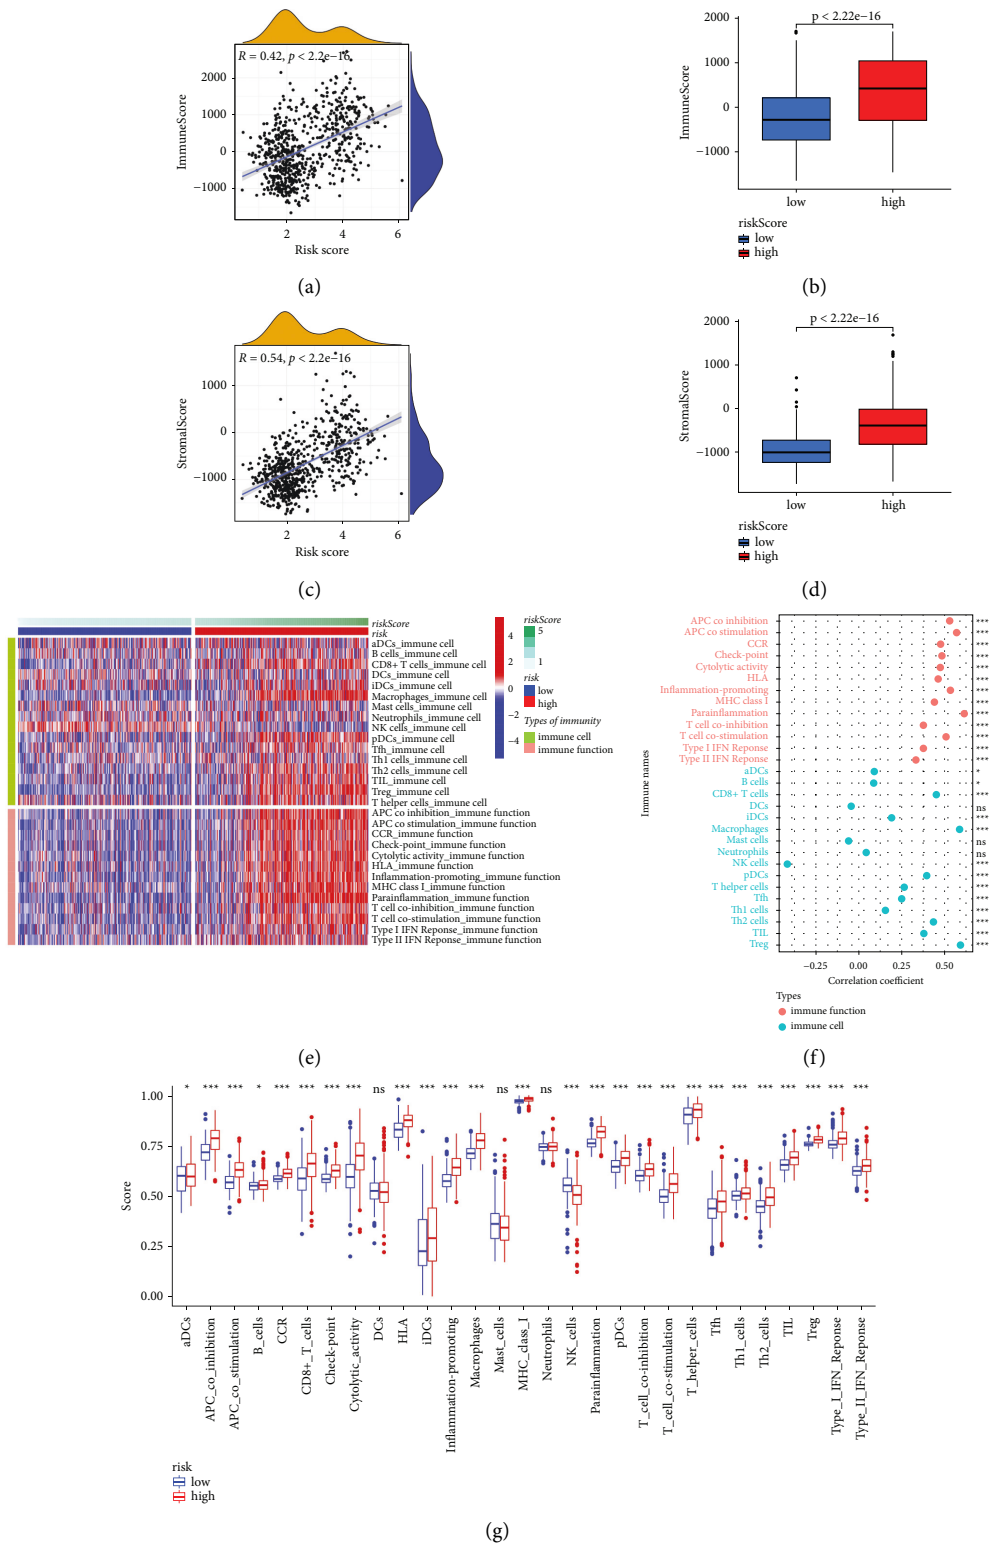 R = 0.42, p < 2.2e−16
ImmuneScore
2000
1000
0
−1000
2
4
6
Risk score
(a)
p < 2.22e−16
ImmuneScore
2000
1000
0
−1000
low
high
riskScore
low
high
(b)
R = 0.54, p < 2.2e−16
StromalScore
1000
0
−1000
2
4
6
Risk score
(c)
p < 2.22e−16
StromalScore
2000
1000
0
−1000
low
high
riskScore
low
high
(d)
riskScore
risk
aDCs_immune cell
B cells_immune cell
CD8+ T cells_immune cell
DCs_immune cell
iDCs_immune cell
Macrophages_immune cell
Mast cells_immune cell
Neutrophils_immune cell
NK cells_immune cell
pDCs_immune cell
Tfh_immune cell
Th1 cells_immune cell
Th2 cells_immune cell
TIL_immune cell
Treg_immune cell
T helper cells_immune cell
APC co inhibition_immune function
APC co stimulation_immune function
CCR_immune function
Check-point_immune function
Cytolytic activity_immune function
HLA_immune function
Inflammation-promoting_immune function
MHC class I_immune function
Parainflammation_immune function
T cell co-inhibition_immune function
T cell co-stimulation_immune function
Type I IFN Reponse_immune function
Type II IFN Reponse_immune function
4
2
0
−2
−4
riskScore
5
1
risk
low
high
Types of immunity
immune cell
immune function
(e)
Immune names
APC co inhibition ***
APC co stimulation ***
CCR ***
Check-point ***
Cytolytic activity ***
HLA ***
Inflammation-promoting ***
MHC class I ***
Parainflammation ***
T cell co-inhibition ***
T cell co-stimulation ***
Type I IFN Reponse ***
Type II IFN Reponse ***
aDCs *
B cells *
CD8+ T cells ***
DCs ns
iDCs ***
Macrophages ***
Mast cells ns
Neutrophils ns
NK cells ***
pDCs ***
T helper cells ***
Tfh ***
Th1 cells ***
Th2 cells ***
TIL ***
Treg ***
−0.25 0.00 0.25 0.50
Correlation coefficient
Types
immune function
immune cell
(f)
* *** *** * *** *** *** *** ns *** *** *** *** ns *** ns *** *** *** *** *** *** *** *** *** *** *** *** ***
Score
1.00
0.75
0.50
0.25
0.00
aDCs
APC_co_inhibition
APC_co_stimulation
B_cells
CCR
CD8+_T_cells
Check-point
Cytolytic_activity
DCs
HLA
iDCs
Inflammation-promoting
Macrophages
Mast_cells
MHC_class_I
Neutrophils
NK_cells
Parainflammation
pDCs
T_cell_co-inhibition
T_cell_co-stimulation
T_helper_cells
Tfh
Th1_cells
Th2_cells
TIL
Treg
Type_I_IFN_Reponse
Type_II_IFN_Reponse
risk
low
high
(g)